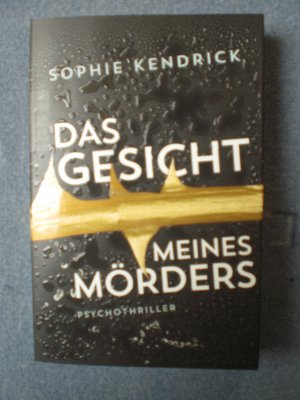 SOPHIE KENDRICK
DAS
GESICHT
MEINES
MÖRDERS
PSYCHOTHRILLER